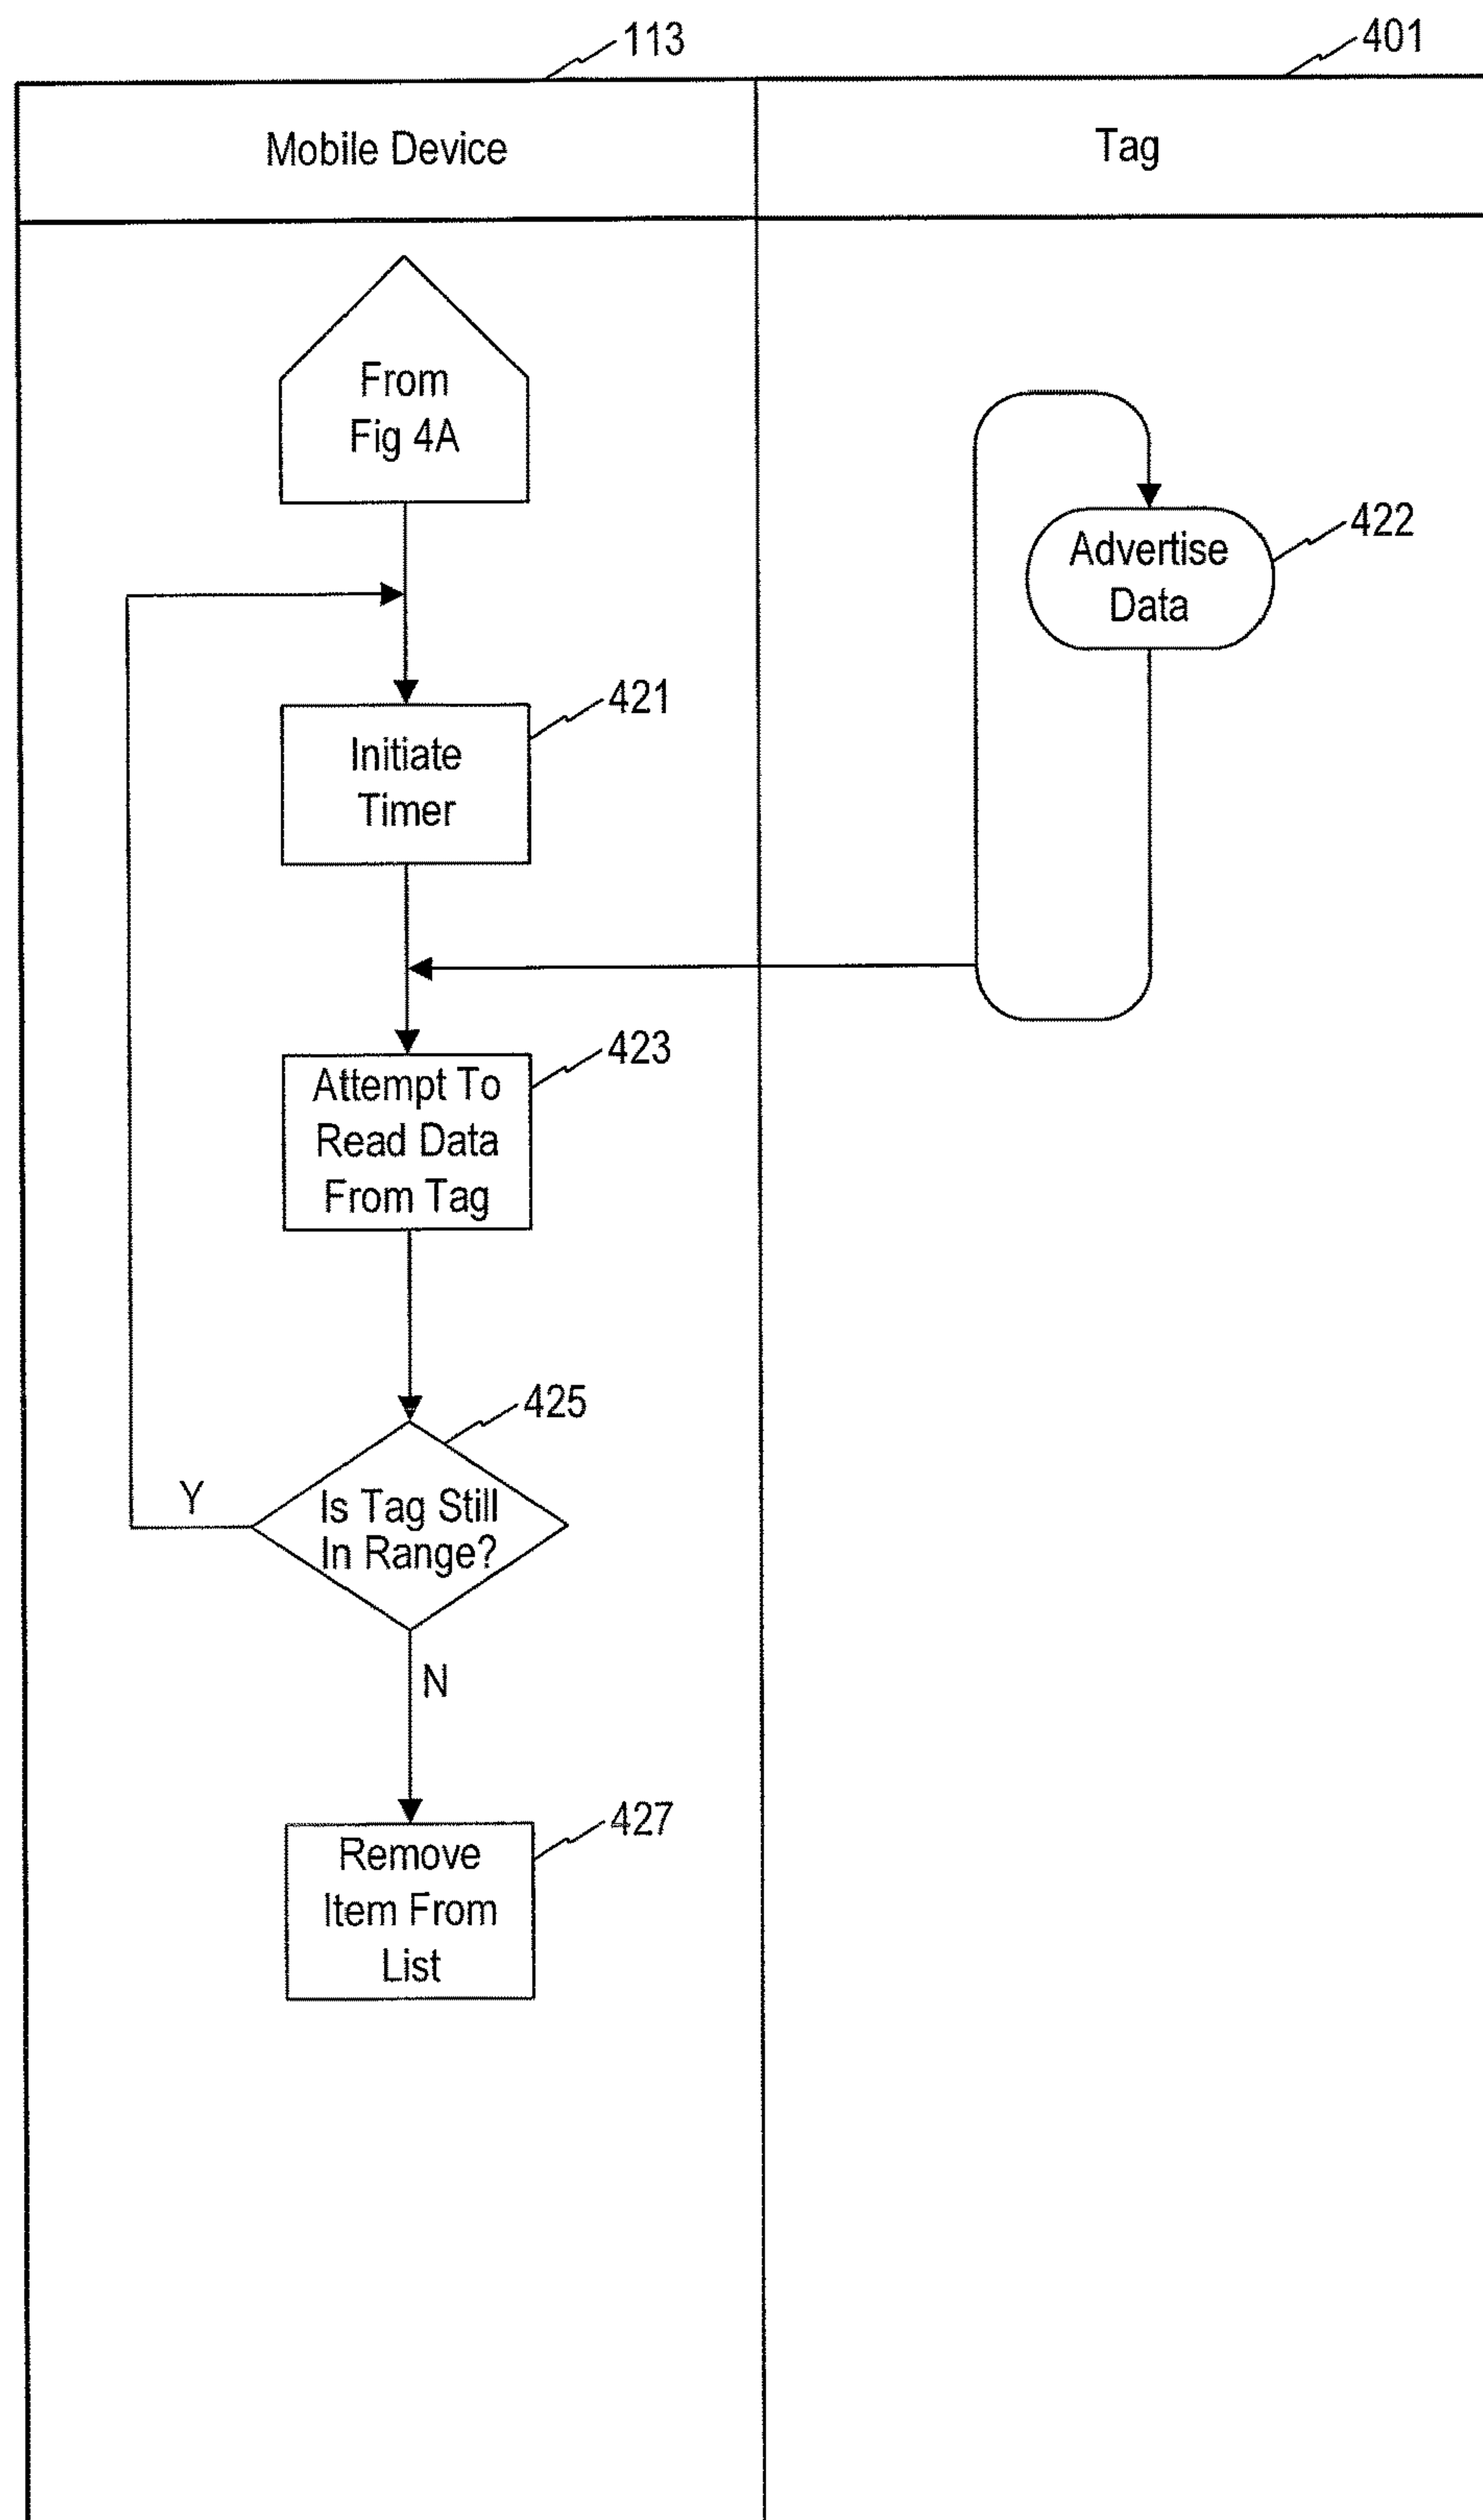 113
401
Mobile Device
Tag
From
Fig 4A
422
Advertise
Data
421
Initiate
Timer
423
Attempt To
Read Data
From Tag
425
Y
Is Tag Still
In Range?
N
427
Remove
Item From
List